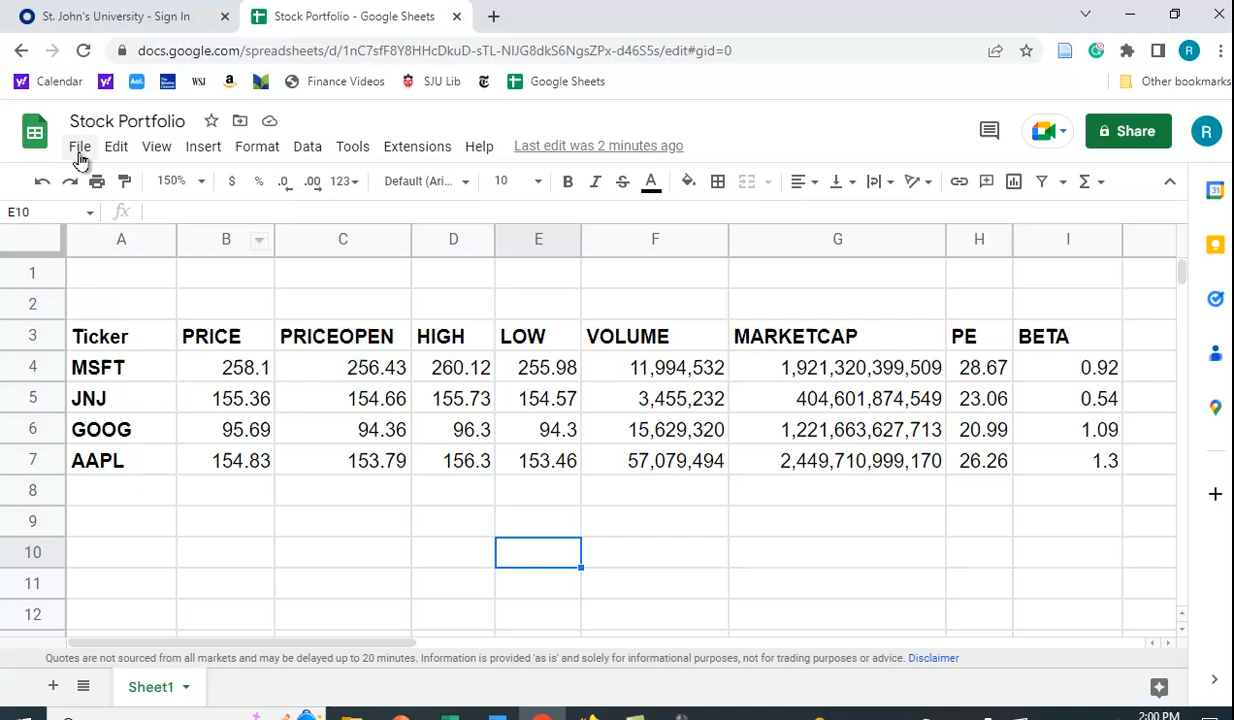 St. John's University - Sign In
Stock Portfolio - Google Sheets
docs.google.com/spreadsheets/d/1nC7sfF8Y8HHcDkuD-sTL-NIJG8dkS6NgsZPx-d46S5s/edit#gid=0
R
Calendar
Aol.
WSJ
Finance Videos
SJU Lib
Google Sheets
Other bookmarks
Stock Portfolio
File Edit View Insert Format Data Tools Extensions Help Last edit was 2 minutes ago
Share
R
150% $ % .0 .00 123 Default (Ari... 10 B I S A
31
E10 fx
A B C D E F G H I
1
2
3 Ticker PRICE PRICEOPEN HIGH LOW VOLUME MARKETCAP PE BETA
4 MSFT 258.1 256.43 260.12 255.98 11,994,532 1,921,320,399,509 28.67 0.92
5 JNJ 155.36 154.66 155.73 154.57 3,455,232 404,601,874,549 23.06 0.54
6 GOOG 95.69 94.36 96.3 94.3 15,629,320 1,221,663,627,713 20.99 1.09
7 AAPL 154.83 153.79 156.3 153.46 57,079,494 2,449,710,999,170 26.26 1.3
8
9
10
11
12
Quotes are not sourced from all markets and may be delayed up to 20 minutes. Information is provided 'as is' and solely for informational purposes, not for trading purposes or advice. Disclaimer
Sheet1
2:00 PM